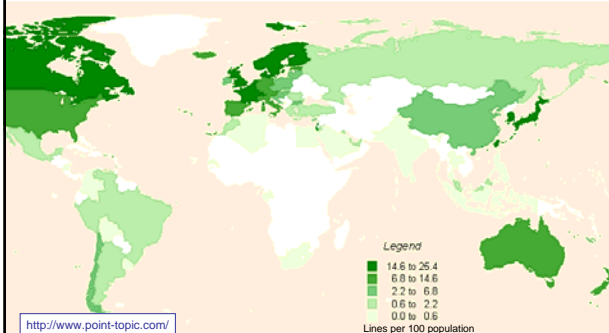 Legend
14.6 to 25.4
6.8 to 14.6
2.2 to 6.8
0.6 to 2.2
0.0 to 0.6
Lines per 100 population
http://www.point-topic.com/